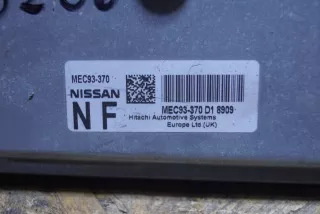 MEC93-370
NISSAN
NF
MEC93-370 D1 8909
Hitachi Automotive Systems
Europe Ltd (UK)